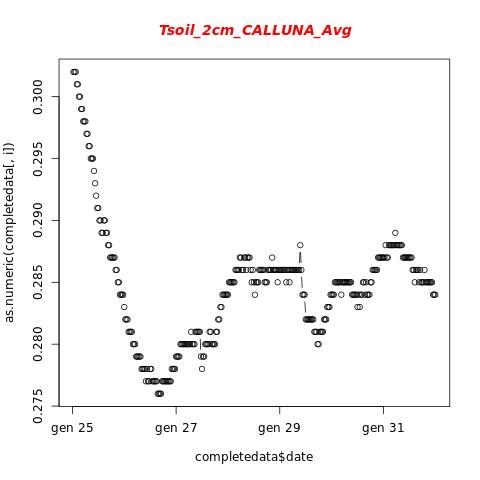 Tsoil_2cm_CALLUNA_Avg
as.numeric(completedata[, i])
0.300
0.295
0.290
0.285
0.280
0.275
gen 25
gen 27
gen 29
gen 31
completedata$date